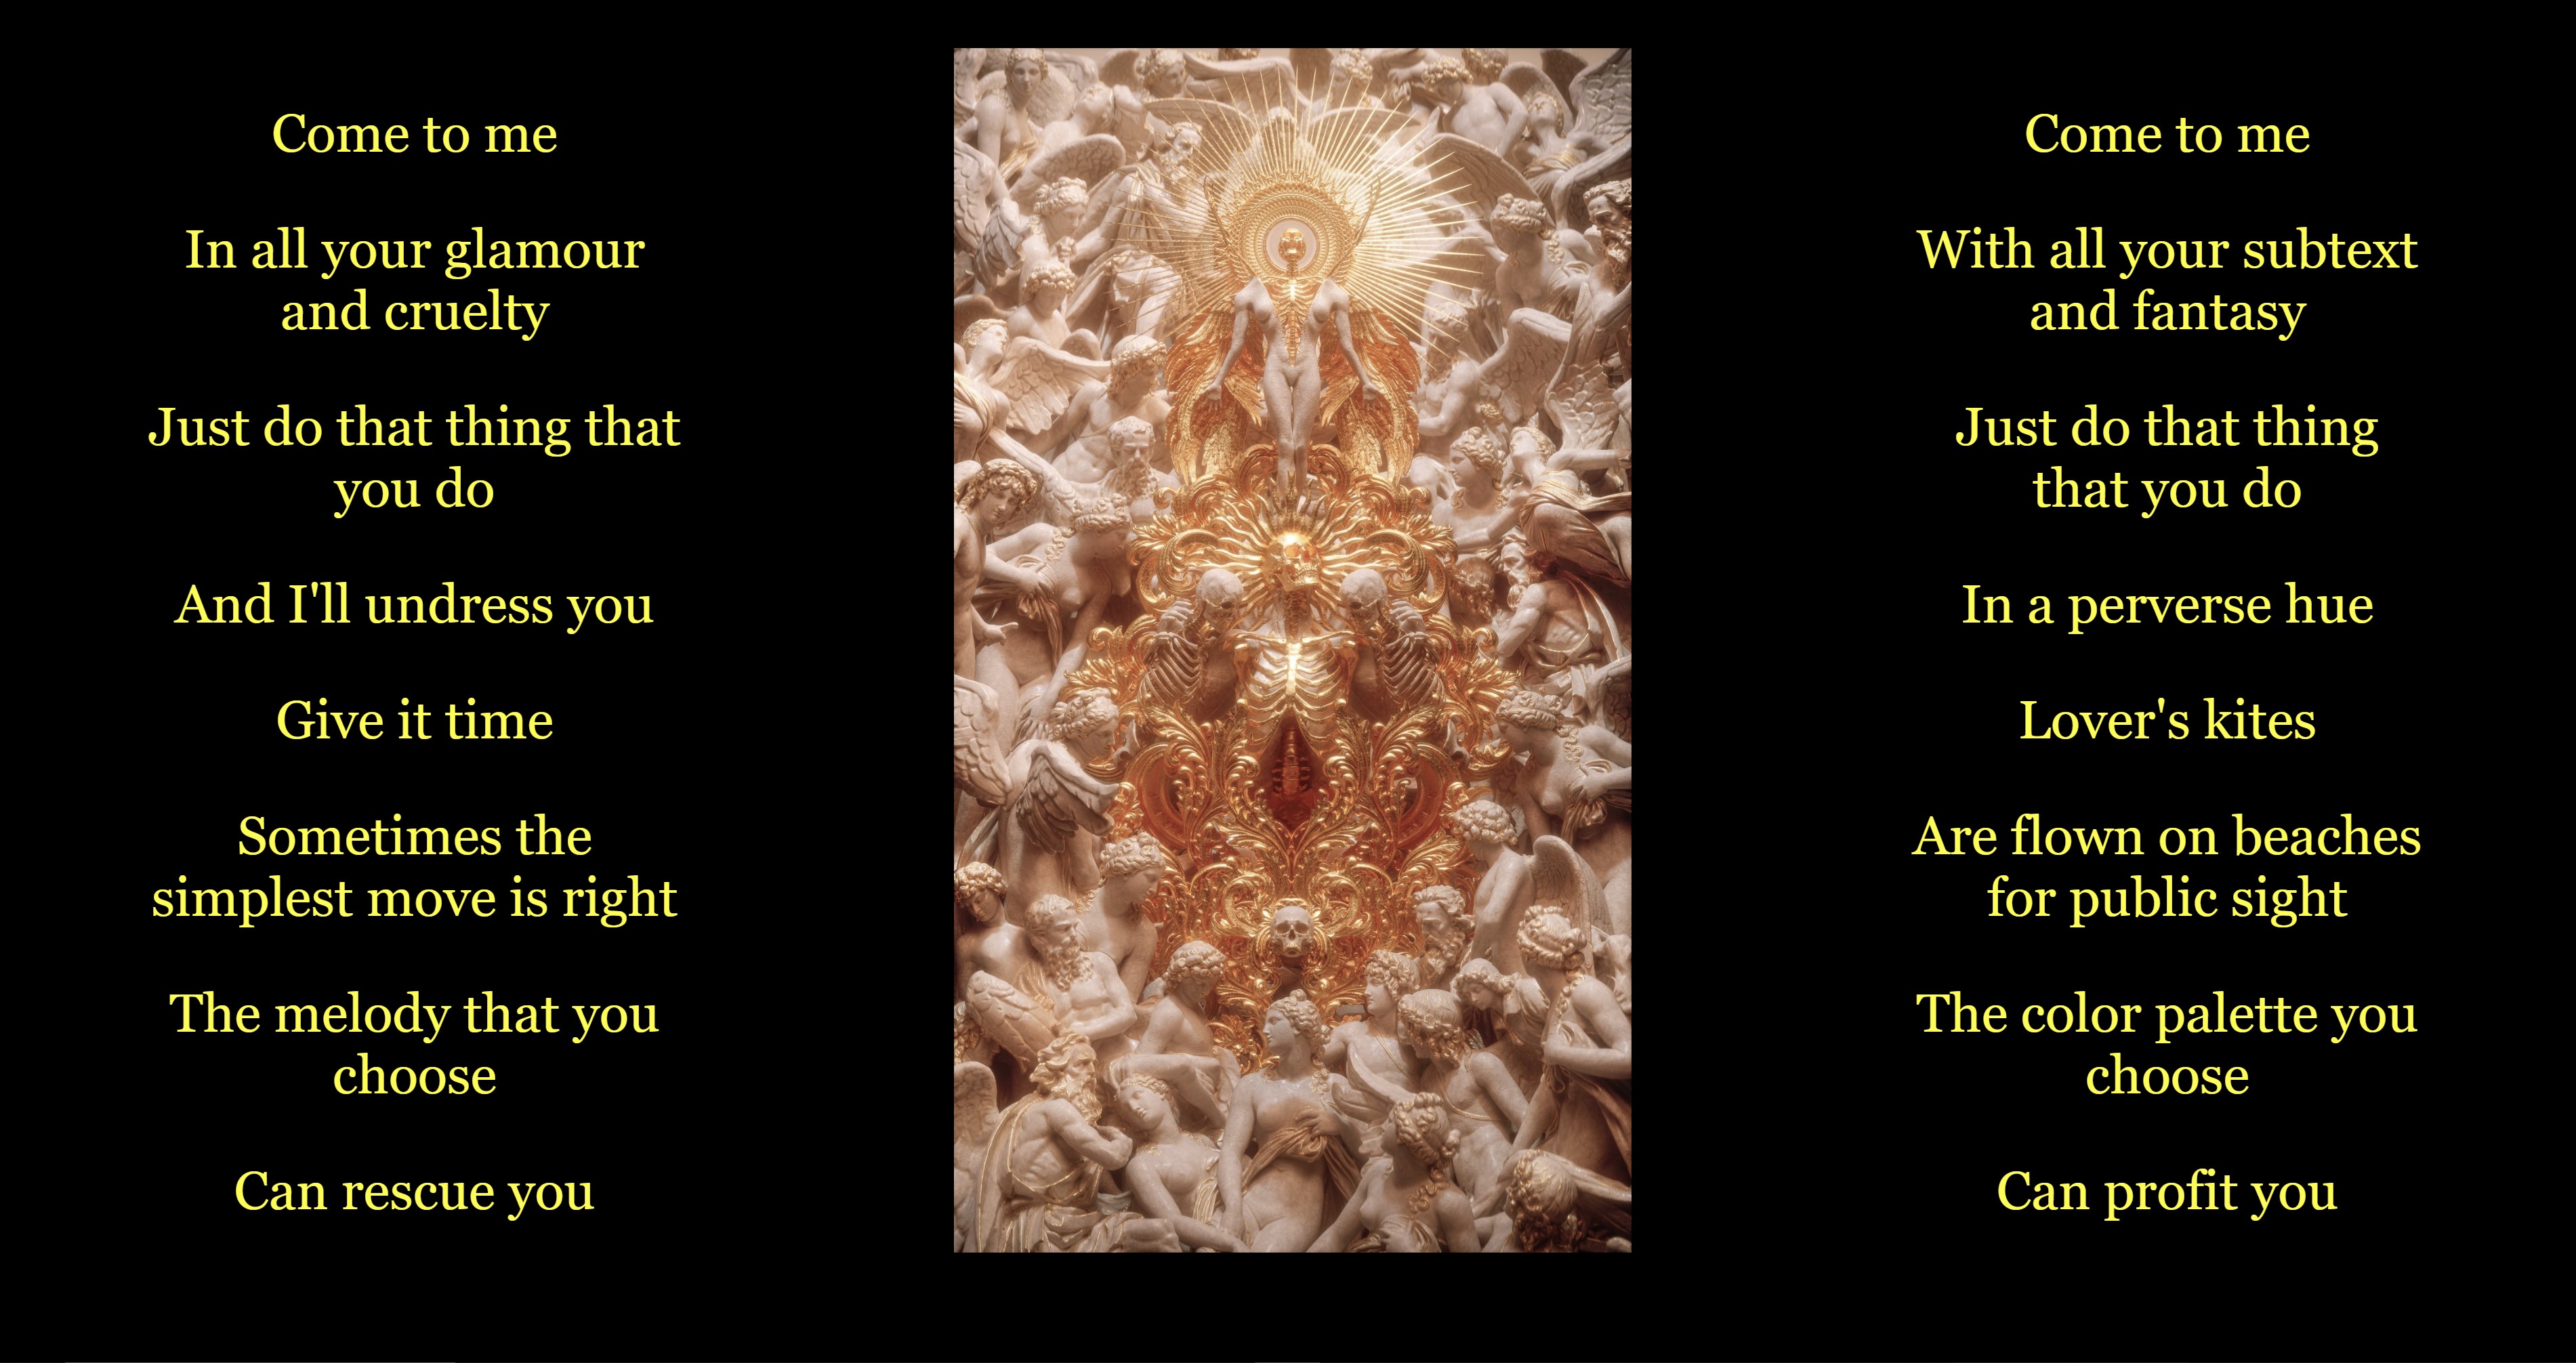 Come to me
In all your glamour
and cruelty
Just do that thing that
you do
And I'll undress you
Give it time
Sometimes the
simplest move is right
The melody that you
choose
Can rescue you
Come to me
With all your subtext
and fantasy
Just do that thing
that you do
In a perverse hue
Lover's kites
Are flown on beaches
for public sight
The color palette you
choose
Can profit you